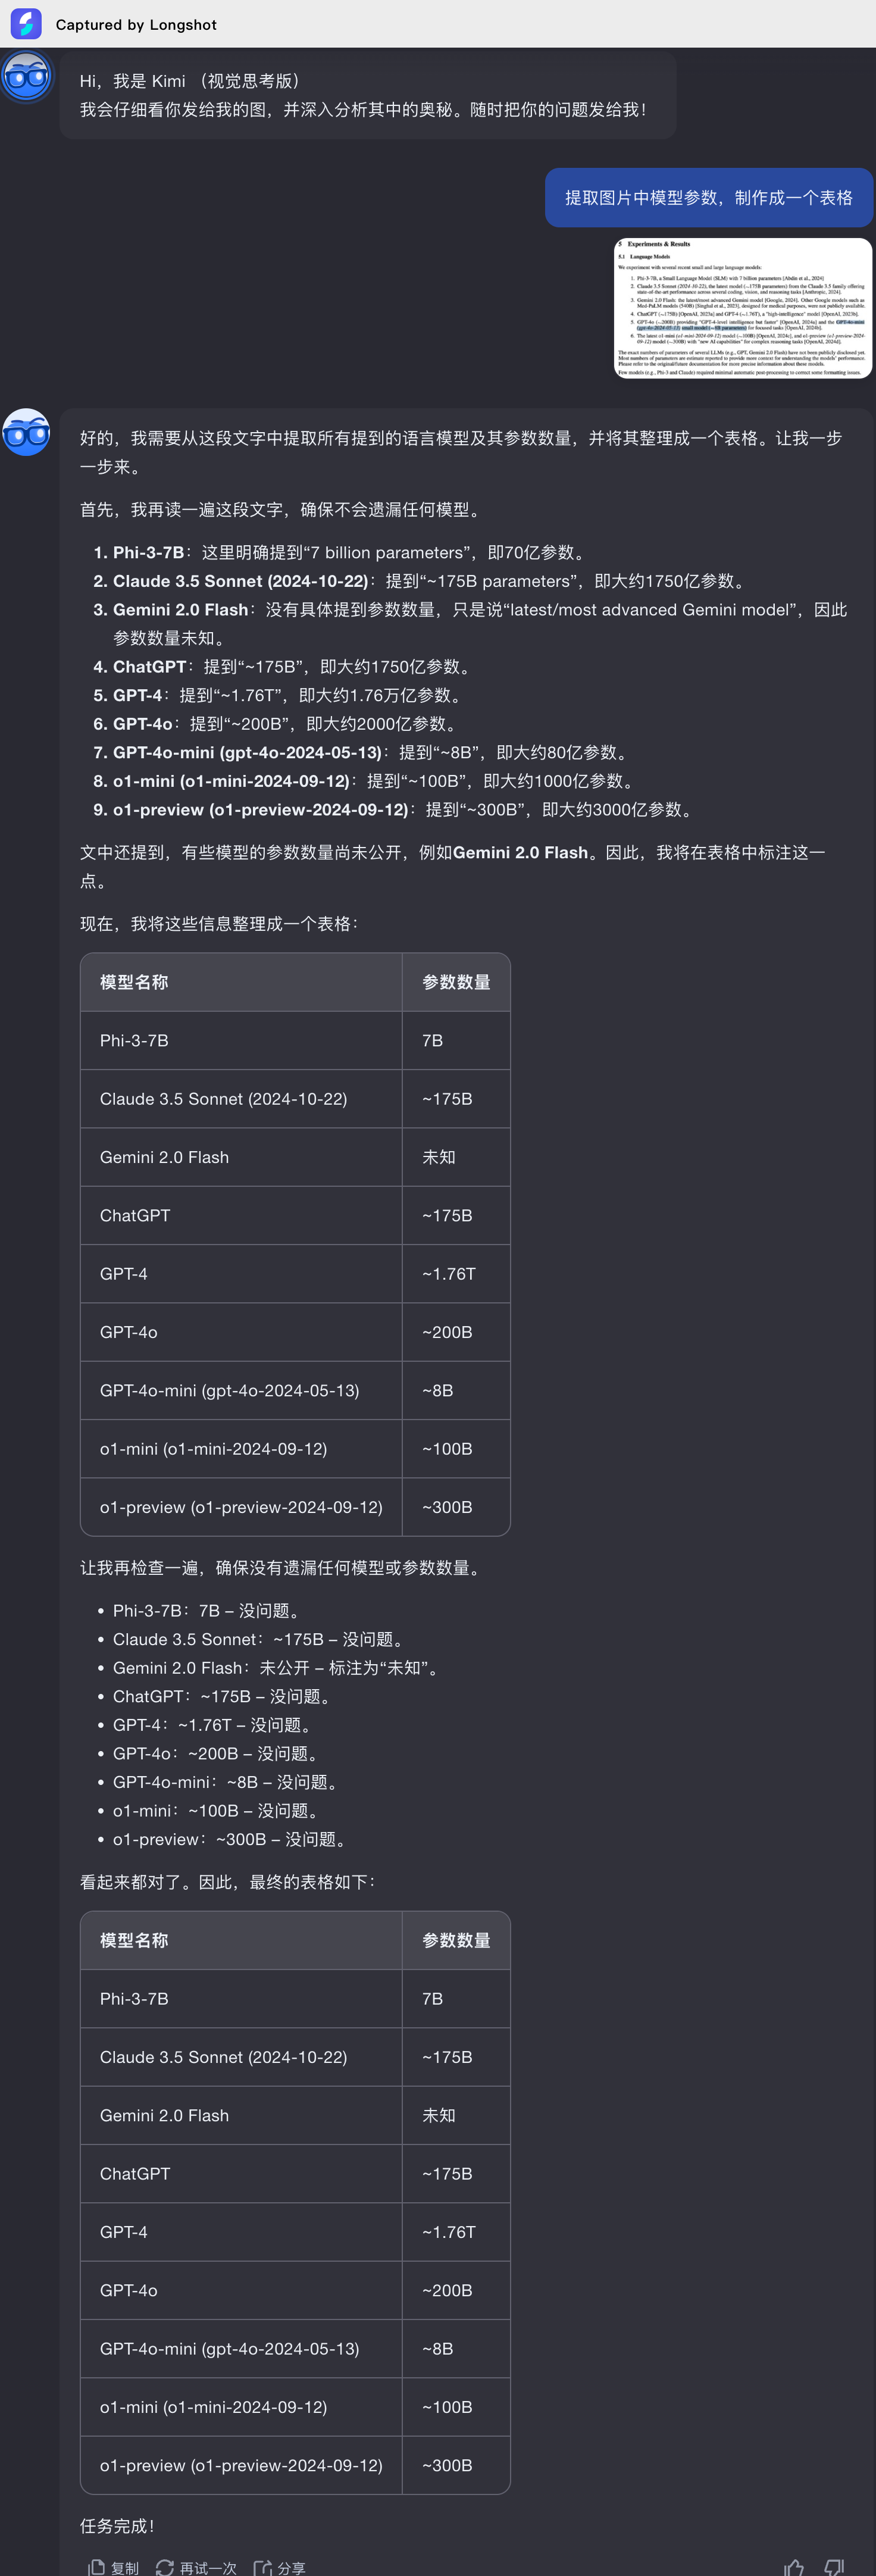 Captured by Longshot
Hi，我是 Kimi （视觉思考版）
我会仔细看你发给我的图，并深入分析其中的奥秘。随时把你的问题发给我！
提取图片中模型参数，制作成一个表格
5 Experiments & Results
5.1 Language Models
We experiment with several recent small and large language models:
1. Phi-3-7B, a Small Language Model (SLM) with 7 billion parameters [Abdin et al., 2024]
2. Claude 3.5 Sonnet (2024-10-22), the latest model (~175B parameters) from the Claude 3.5 family offering
state-of-the-art performance across several coding, vision, and reasoning tasks [Anthropic, 2024].
3. Gemini 2.0 Flash, the latest/most advanced Gemini model [Google, 2024]. Other Google models such as
Med-PaLM models (540B) [Singhal et al., 2023], designed for medical purposes, were not publicly available.
4. ChatGPT (~175B) [OpenAI, 2023a] and GPT-4 (~1.76T), a "high-intelligence" model [OpenAI, 2023b].
5. GPT-4o (~200B) providing "GPT-4-level intelligence but faster" [OpenAI, 2024a] and the GPT-4o-mini
(gpt-4o-2024-05-13) small model (~8B parameters) for focused tasks [OpenAI, 2024b].
6. The latest o1-mini (o1-mini-2024-09-12) model (~100B) [OpenAI, 2024c], and o1-preview (o1-preview-2024-
09-12) model (~300B) with "new AI capabilities" for complex reasoning tasks [OpenAI, 2024d].
The exact numbers of parameters of several LLMs (e.g., GPT, Gemini 2.0 Flash) have not been publicly disclosed yet.
Most numbers of parameters are estimates reported to provide more context for understanding the models' performance.
Please refer to the original/latest documentation for more precise information about these models.
Few models (e.g., Phi-3 and Claude) required minimal automatic post-processing to correct some formatting issues.
好的，我需要从这段文字中提取所有提到的语言模型及其参数数量，并将其整理成一个表格。让我一步
一步来。
首先，我再读一遍这段文字，确保不会遗漏任何模型。
1. Phi-3-7B：这里明确提到“7 billion parameters”，即70亿参数。
2. Claude 3.5 Sonnet (2024-10-22)：提到“~175B parameters”，即大约1750亿参数。
3. Gemini 2.0 Flash：没有具体提到参数数量，只是说“latest/most advanced Gemini model”，因此
参数数量未知。
4. ChatGPT：提到“~175B”，即大约1750亿参数。
5. GPT-4：提到“~1.76T”，即大约1.76万亿参数。
6. GPT-4o：提到“~200B”，即大约2000亿参数。
7. GPT-4o-mini (gpt-4o-2024-05-13)：提到“~8B”，即大约80亿参数。
8. o1-mini (o1-mini-2024-09-12)：提到“~100B”，即大约1000亿参数。
9. o1-preview (o1-preview-2024-09-12)：提到“~300B”，即大约3000亿参数。
文中还提到，有些模型的参数数量尚未公开，例如Gemini 2.0 Flash。因此，我将在表格中标注这一
点。
现在，我将这些信息整理成一个表格：
模型名称 参数数量
Phi-3-7B 7B
Claude 3.5 Sonnet (2024-10-22) ~175B
Gemini 2.0 Flash 未知
ChatGPT ~175B
GPT-4 ~1.76T
GPT-4o ~200B
GPT-4o-mini (gpt-4o-2024-05-13) ~8B
o1-mini (o1-mini-2024-09-12) ~100B
o1-preview (o1-preview-2024-09-12) ~300B
让我再检查一遍，确保没有遗漏任何模型或参数数量。
• Phi-3-7B：7B – 没问题。
• Claude 3.5 Sonnet：~175B – 没问题。
• Gemini 2.0 Flash：未公开 – 标注为“未知”。
• ChatGPT：~175B – 没问题。
• GPT-4：~1.76T – 没问题。
• GPT-4o：~200B – 没问题。
• GPT-4o-mini：~8B – 没问题。
• o1-mini：~100B – 没问题。
• o1-preview：~300B – 没问题。
看起来都对了。因此，最终的表格如下：
模型名称 参数数量
Phi-3-7B 7B
Claude 3.5 Sonnet (2024-10-22) ~175B
Gemini 2.0 Flash 未知
ChatGPT ~175B
GPT-4 ~1.76T
GPT-4o ~200B
GPT-4o-mini (gpt-4o-2024-05-13) ~8B
o1-mini (o1-mini-2024-09-12) ~100B
o1-preview (o1-preview-2024-09-12) ~300B
任务完成！
复制 再试一次 分享